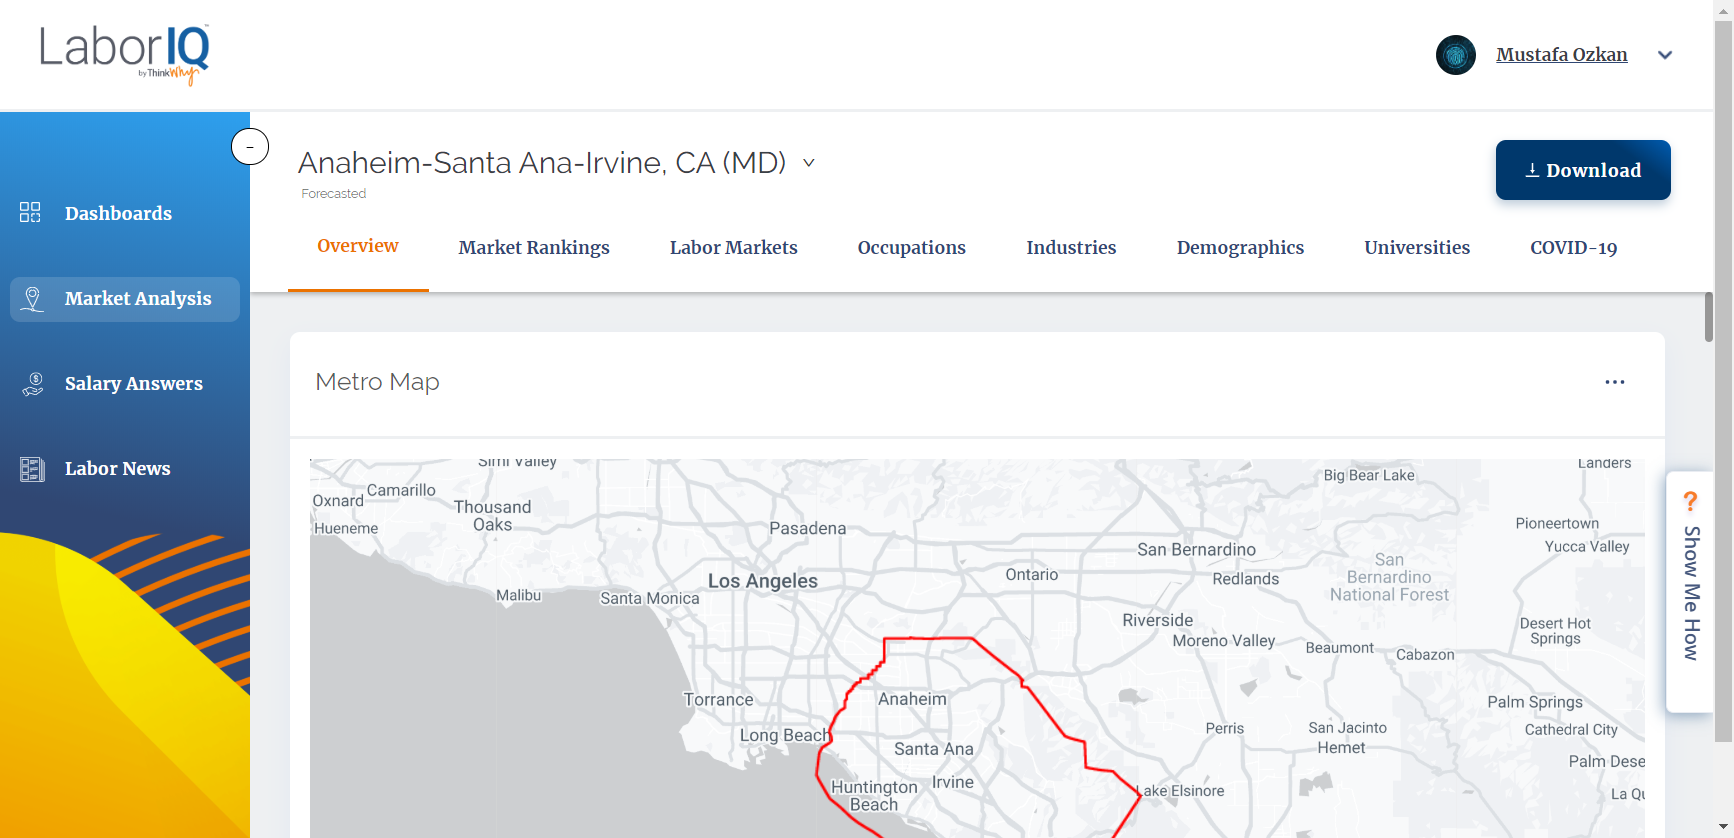 LaborIQ
by ThinkWhy
Mustafa Ozkan
-
Anaheim-Santa Ana-Irvine, CA (MD)
Forecasted
Download
Dashboards
Market Analysis
Salary Answers
Labor News
Overview
Market Rankings
Labor Markets
Occupations
Industries
Demographics
Universities
COVID-19
Metro Map
...
Simi Valley
Landers
Big Bear Lake
Camarillo
Oxnard
Thousand
Oaks
Hueneme
Pasadena
Pioneertown
Yucca Valley
San Bernardino
San
Bernardino
National Forest
Ontario
Redlands
Los Angeles
Malibu
Santa Monica
Riverside
Moreno Valley
Desert Hot
Springs
Beaumont
Cabazon
Torrance
Anaheim
Palm Springs
Long Beach
Perris
San Jacinto
Cathedral City
Santa Ana
Hemet
Palm Dese
Irvine
Huntington
Beach
Lake Elsinore
La Qu
? Show Me How